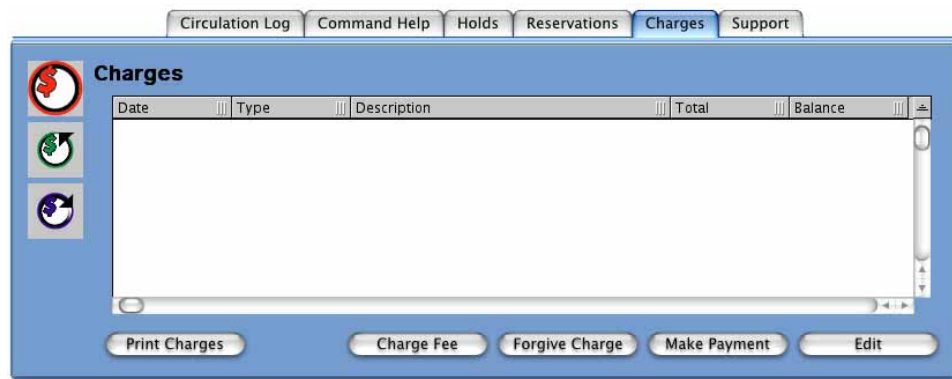 Circulation Log Command Help Holds Reservations Charges Support
Charges
Date Type Description Total Balance
Print Charges Charge Fee Forgive Charge Make Payment Edit